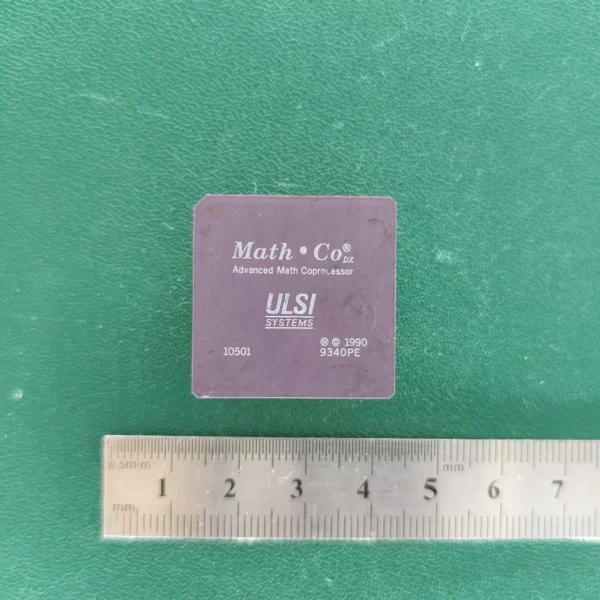 Math • Co®
DX
Advanced Math Coprocessor
ULSI
SYSTEMS
Ⓜ © 1990
10501 9340PE
0.5mm mm
1 2 3 4 5 6 7
mm